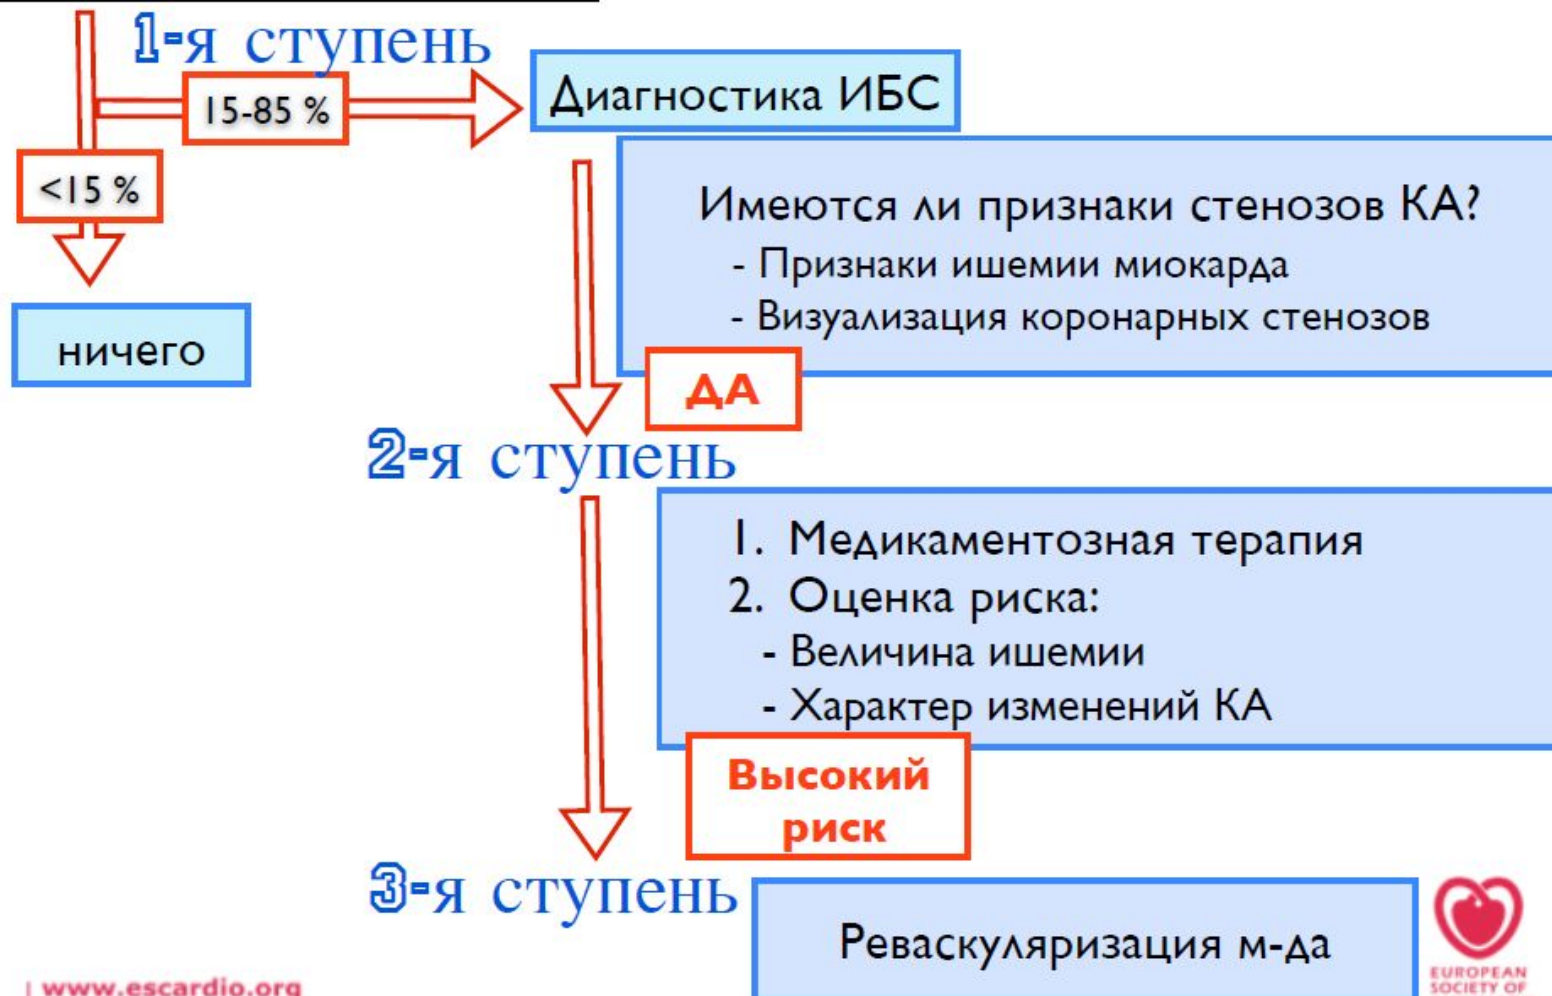 1-я ступень
15-85 %
Диагностика ИБС
<15 %
ничего
Имеются ли признаки стенозов КА?
- Признаки ишемии миокарда
- Визуализация коронарных стенозов
ДА
2-я ступень
1. Медикаментозная терапия
2. Оценка риска:
- Величина ишемии
- Характер изменений КА
Высокий
риск
3-я ступень
Реваскуляризация м-да
| www.escardio.org
EUROPEAN
SOCIETY OF